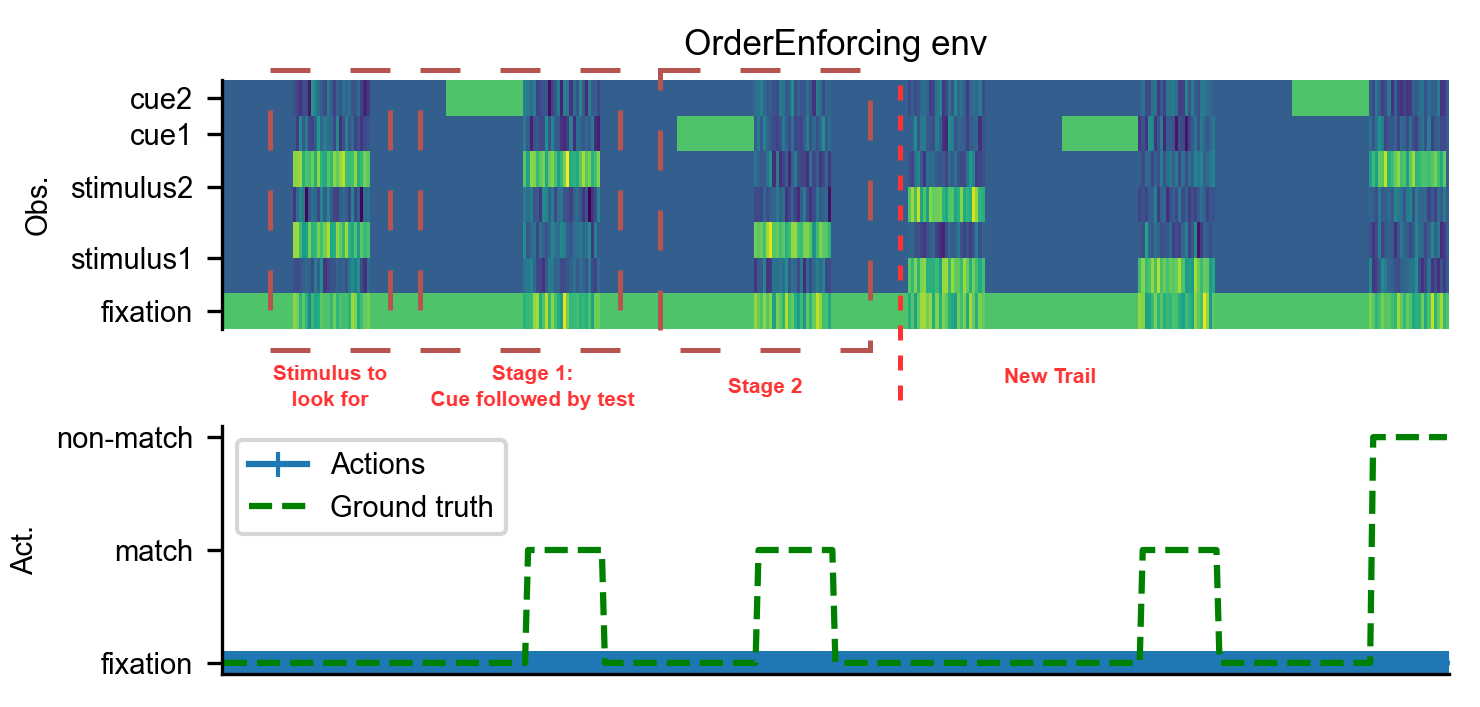 OrderEnforcing env
Obs.
cue2
cue1
stimulus2
stimulus1
fixation
Stimulus to
look for
Stage 1:
Cue followed by test
Stage 2
New Trail
Act.
non-match
match
fixation
Actions
Ground truth